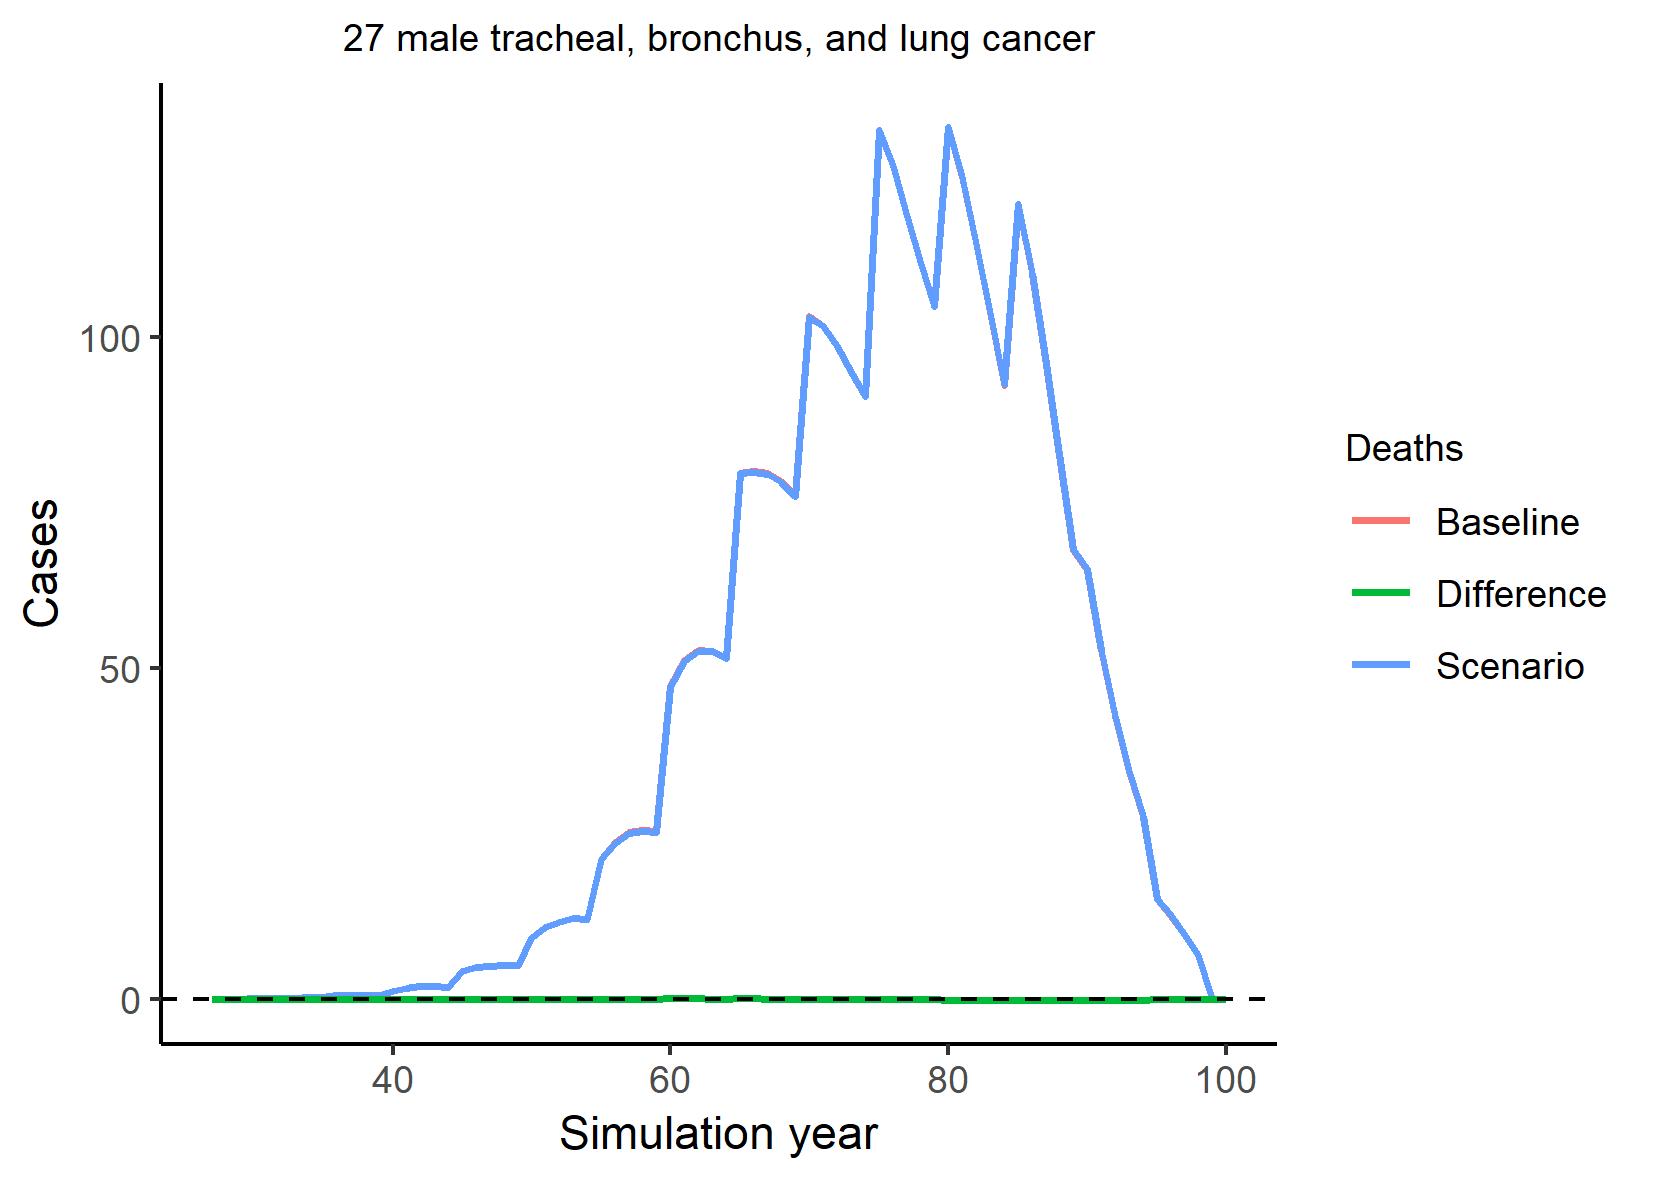 27 male tracheal, bronchus, and lung cancer
Cases
100
50
0
40
60
80
100
Simulation year
Deaths
Baseline
Difference
Scenario